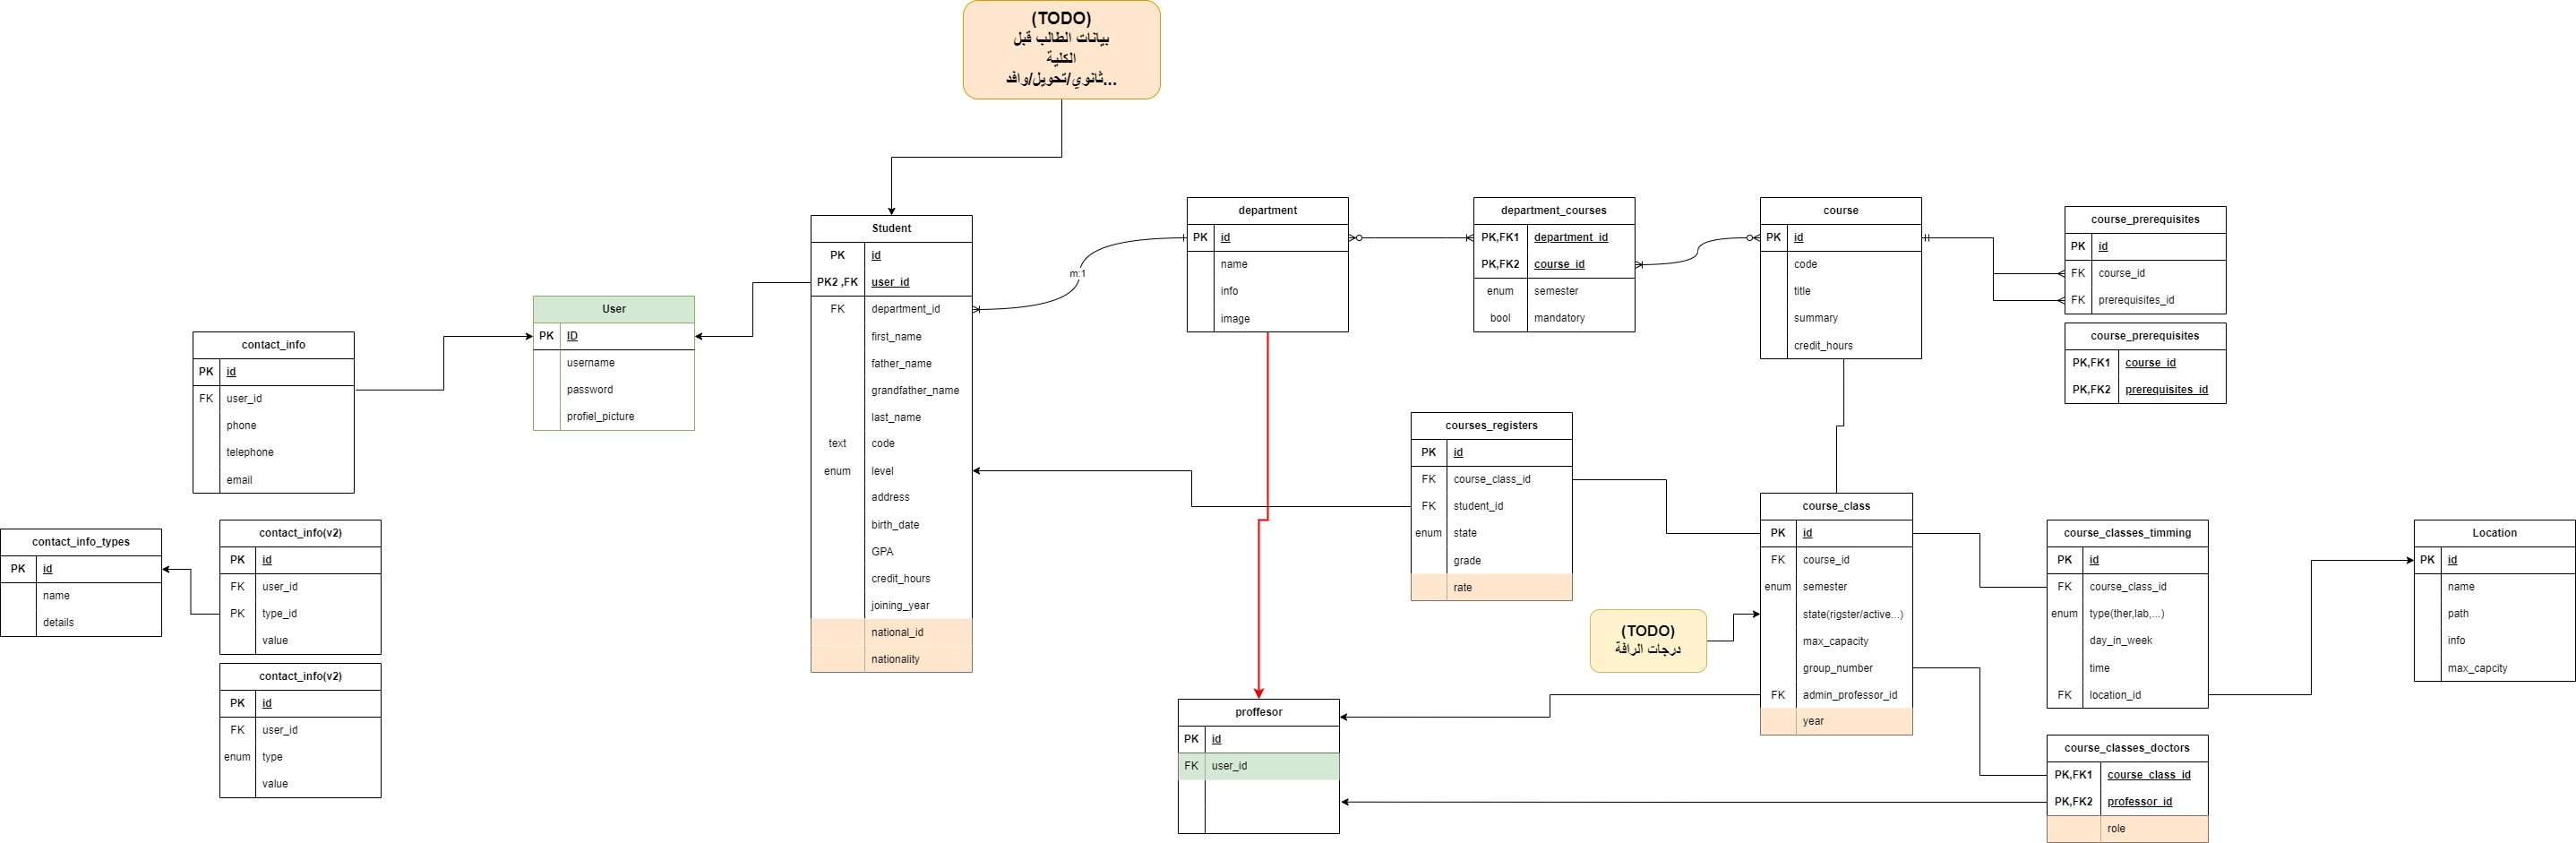 (TODO)
بيانات الطالب قبل
الكلية
ثانوي/تحويل/وافد...
Student
PK id
PK2 ,FK user_id
FK department_id
first_name
father_name
grandfather_name
last_name
text code
enum level
address
birth_date
GPA
credit_hours
joining_year
national_id
nationality
m:1
department
PK id
name
info
image
department_courses
PK,FK1 department_id
PK,FK2 course_id
enum semester
bool mandatory
course
PK id
code
title
summary
credit_hours
course_prerequisites
PK id
FK course_id
FK prerequisites_id
course_prerequisites
PK,FK1 course_id
PK,FK2 prerequisites_id
User
PK ID
username
password
profiel_picture
contact_info
PK id
FK user_id
phone
telephone
email
contact_info_types
PK id
name
details
contact_info(v2)
PK id
FK user_id
PK type_id
value
contact_info(v2)
PK id
FK user_id
enum type
value
courses_registers
PK id
FK course_class_id
FK student_id
enum state
grade
rate
(TODO)
درجات الرافة
course_class
PK id
FK course_id
enum semester
state(rigster/active...)
max_capacity
group_number
FK admin_professor_id
year
course_classes_timming
PK id
FK course_class_id
enum type(ther,lab,...)
day_in_week
time
FK location_id
Location
PK id
name
path
info
max_capcity
proffesor
PK id
FK user_id
course_classes_doctors
PK,FK1 course_class_id
PK,FK2 professor_id
role